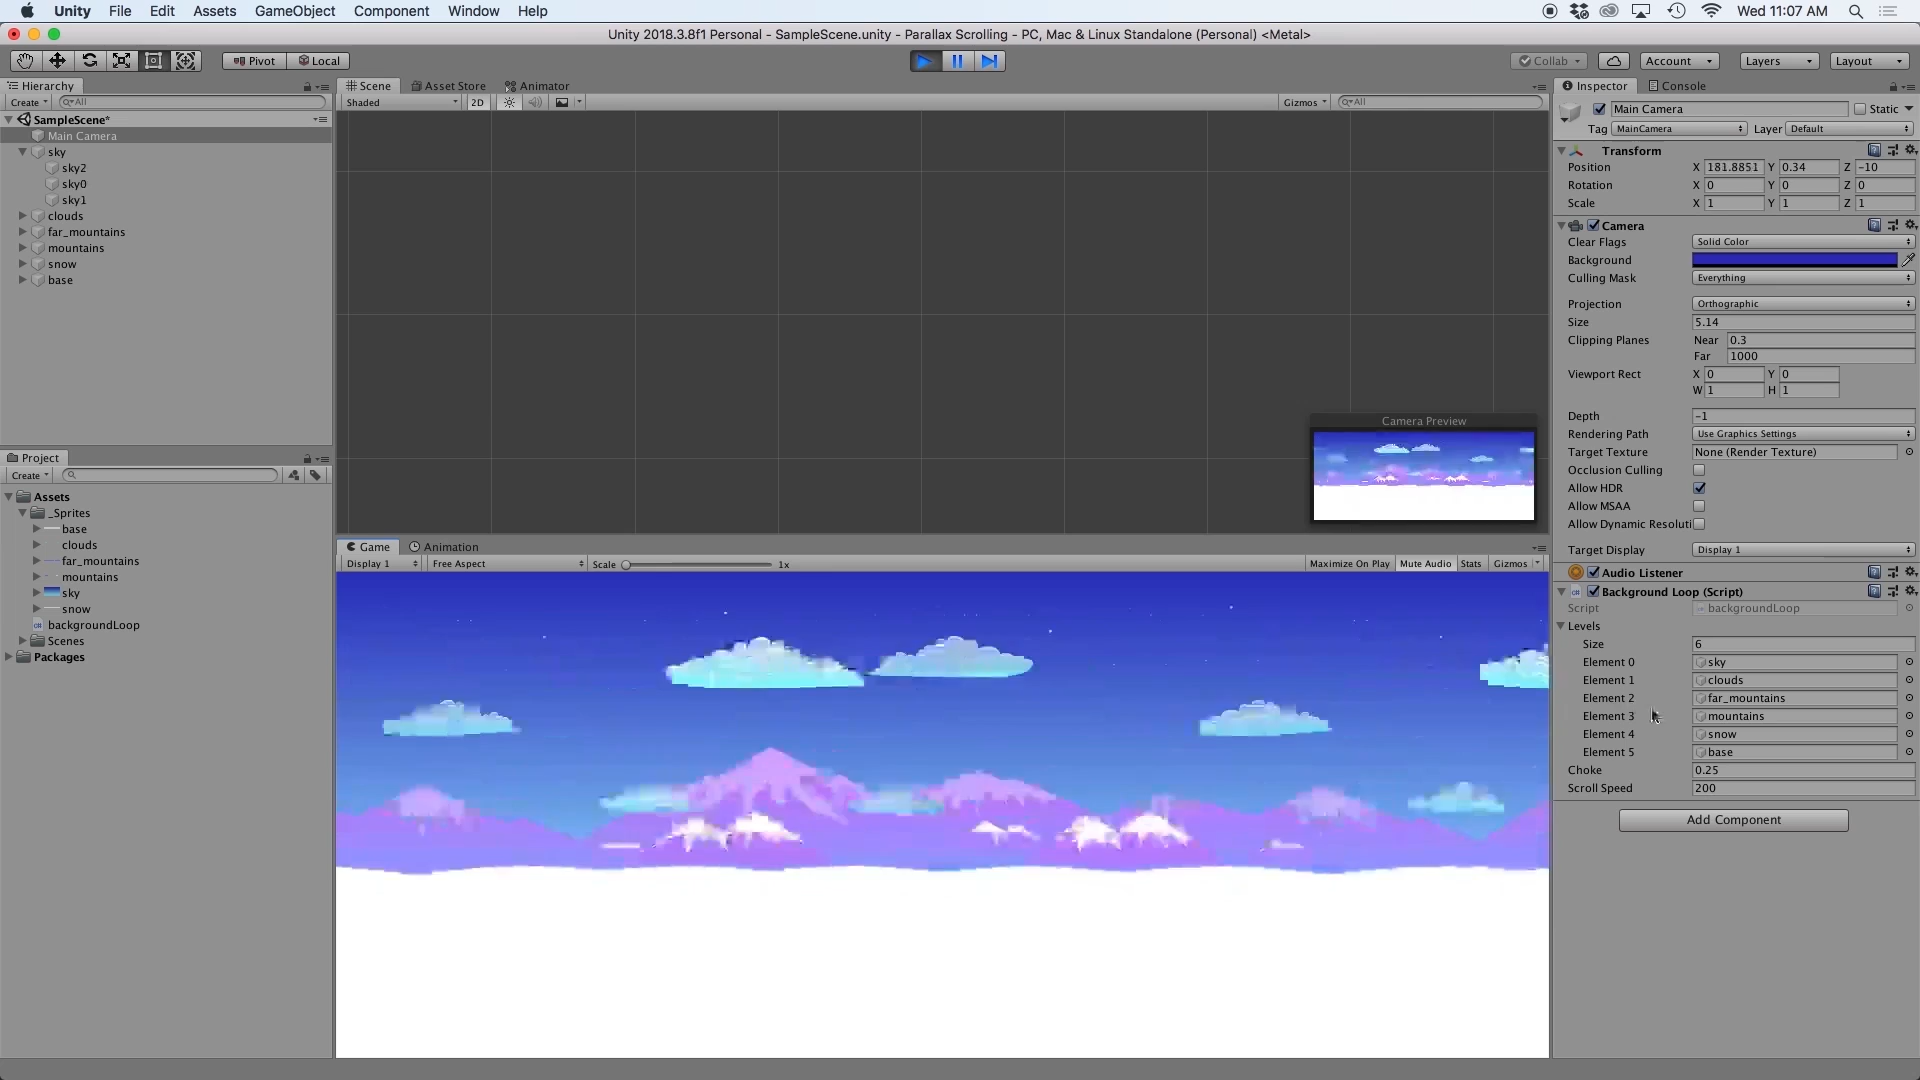 Unity File Edit Assets GameObject Component Window Help Wed 11:07 AM
Unity 2018.3.8f1 Personal - SampleScene.unity - Parallax Scrolling - PC, Mac & Linux Standalone (Personal) <Metal>
Pivot Local Collab Account Layers Layout
Hierarchy
Create All
SampleScene*
Main Camera
sky
sky2
sky0
sky1
clouds
far_mountains
mountains
snow
base
Project
Create
Assets
_Sprites
base
clouds
far_mountains
mountains
sky
snow
backgroundLoop
Scenes
Packages
Scene Asset Store Animator
Shaded 2D Gizmos All
Camera Preview
Game Animation
Display 1 Free Aspect Scale 1x Maximize On Play Mute Audio Stats Gizmos
Inspector Console
Main Camera Static
Tag MainCamera Layer Default
Transform
Position X 181.8851 Y 0.34 Z -10
Rotation X 0 Y 0 Z 0
Scale X 1 Y 1 Z 1
Camera
Clear Flags Solid Color
Background
Culling Mask Everything
Projection Orthographic
Size 5.14
Clipping Planes Near 0.3
Far 1000
Viewport Rect X 0 Y 0
W 1 H 1
Depth -1
Rendering Path Use Graphics Settings
Target Texture None (Render Texture)
Occlusion Culling
Allow HDR
Allow MSAA
Allow Dynamic Resoluti
Target Display Display 1
Audio Listener
Background Loop (Script)
Script backgroundLoop
Levels
Size 6
Element 0 sky
Element 1 clouds
Element 2 far_mountains
Element 3 mountains
Element 4 snow
Element 5 base
Choke 0.25
Scroll Speed 200
Add Component